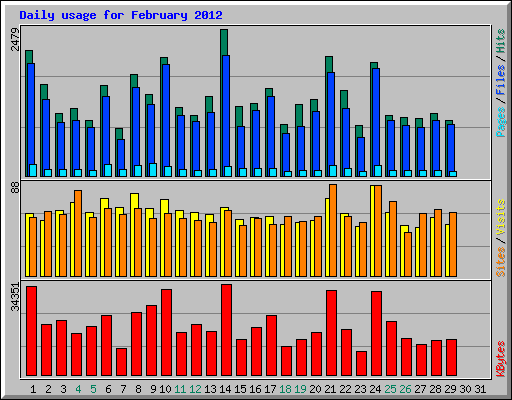 Daily usage for February 2012
2479
Pages / Files / Hits
88
Sites / Visits
34351
KBytes
1 2 3 4 5 6 7 8 9 10 11 12 13 14 15 16 17 18 19 20 21 22 23 24 25 26 27 28 29 30 31